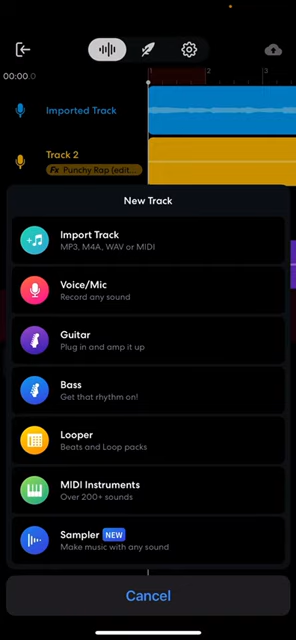 1
2
3
00:00.0
Imported Track
Track 2
Fx Punchy Rap (edit...
New Track
Import Track
MP3, M4A, WAV or MIDI
Voice/Mic
Record any sound
Guitar
Plug in and amp it up
Bass
Get that rhythm on!
Looper
Beats and Loop packs
MIDI Instruments
Over 200+ sounds
Sampler NEW
Make music with any sound
Cancel